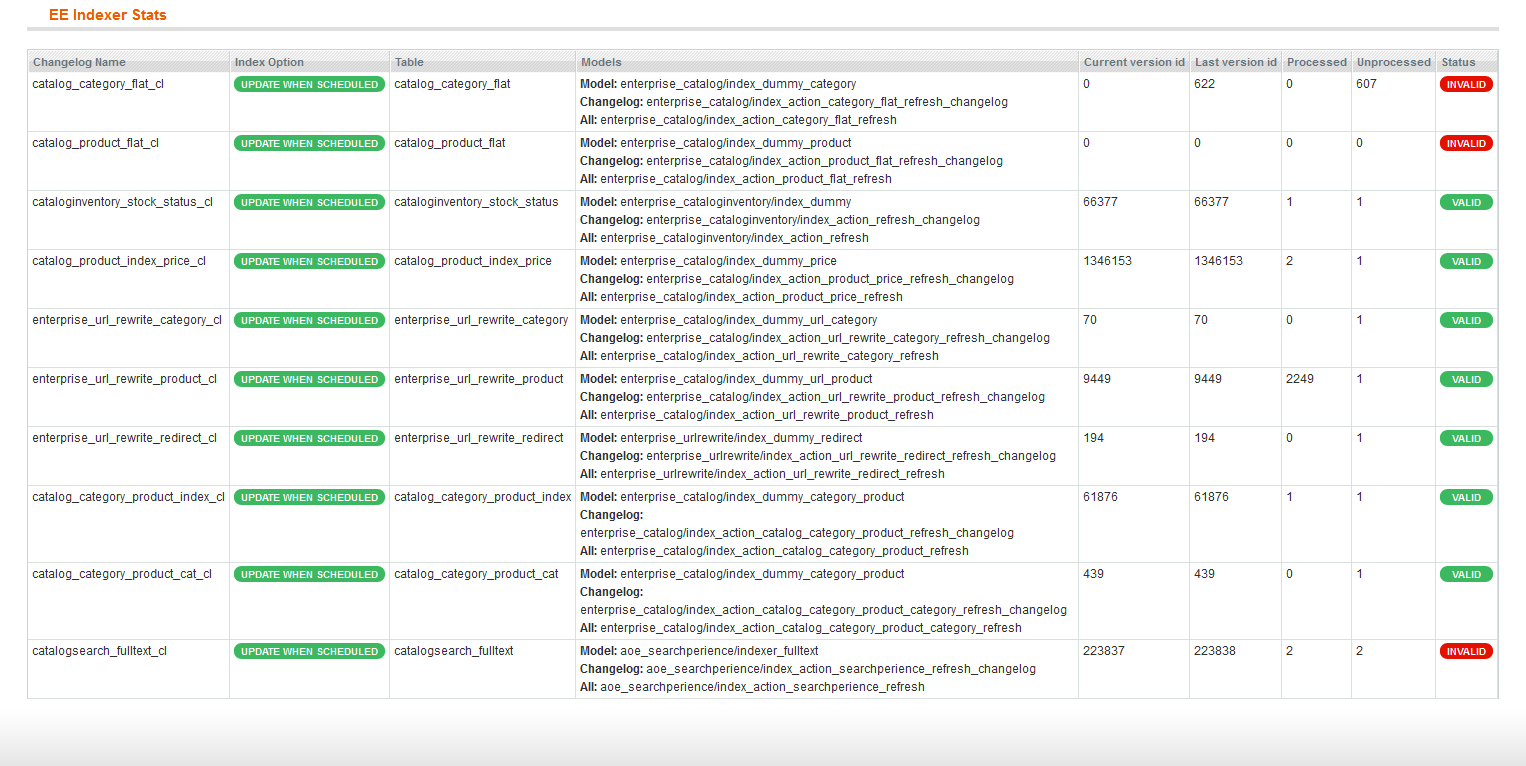 EE Indexer Stats
Changelog Name Index Option Table Models Current version id Last version id Processed Unprocessed Status
catalog_category_flat_cl UPDATE WHEN SCHEDULED catalog_category_flat Model: enterprise_catalog/index_dummy_category 0 622 0 607 INVALID
Changelog: enterprise_catalog/index_action_category_flat_refresh_changelog
All: enterprise_catalog/index_action_category_flat_refresh
catalog_product_flat_cl UPDATE WHEN SCHEDULED catalog_product_flat Model: enterprise_catalog/index_dummy_product 0 0 0 0 INVALID
Changelog: enterprise_catalog/index_action_product_flat_refresh_changelog
All: enterprise_catalog/index_action_product_flat_refresh
cataloginventory_stock_status_cl UPDATE WHEN SCHEDULED cataloginventory_stock_status Model: enterprise_cataloginventory/index_dummy 66377 66377 1 1 VALID
Changelog: enterprise_cataloginventory/index_action_refresh_changelog
All: enterprise_cataloginventory/index_action_refresh
catalog_product_index_price_cl UPDATE WHEN SCHEDULED catalog_product_index_price Model: enterprise_catalog/index_dummy_price 1346153 1346153 2 1 VALID
Changelog: enterprise_catalog/index_action_product_price_refresh_changelog
All: enterprise_catalog/index_action_product_price_refresh
enterprise_url_rewrite_category_cl UPDATE WHEN SCHEDULED enterprise_url_rewrite_category Model: enterprise_catalog/index_dummy_url_category 70 70 0 1 VALID
Changelog: enterprise_catalog/index_action_url_rewrite_category_refresh_changelog
All: enterprise_catalog/index_action_url_rewrite_category_refresh
enterprise_url_rewrite_product_cl UPDATE WHEN SCHEDULED enterprise_url_rewrite_product Model: enterprise_catalog/index_dummy_url_product 9449 9449 2249 1 VALID
Changelog: enterprise_catalog/index_action_url_rewrite_product_refresh_changelog
All: enterprise_catalog/index_action_url_rewrite_product_refresh
enterprise_url_rewrite_redirect_cl UPDATE WHEN SCHEDULED enterprise_url_rewrite_redirect Model: enterprise_urlrewrite/index_dummy_redirect 194 194 0 1 VALID
Changelog: enterprise_urlrewrite/index_action_url_rewrite_redirect_refresh_changelog
All: enterprise_urlrewrite/index_action_url_rewrite_redirect_refresh
catalog_category_product_index_cl UPDATE WHEN SCHEDULED catalog_category_product_index Model: enterprise_catalog/index_dummy_category_product 61876 61876 1 1 VALID
Changelog:
enterprise_catalog/index_action_catalog_category_product_refresh_changelog
All: enterprise_catalog/index_action_catalog_category_product_refresh
catalog_category_product_cat_cl UPDATE WHEN SCHEDULED catalog_category_product_cat Model: enterprise_catalog/index_dummy_category_product 439 439 0 1 VALID
Changelog:
enterprise_catalog/index_action_catalog_category_product_category_refresh_changelog
All: enterprise_catalog/index_action_catalog_category_product_category_refresh
catalogsearch_fulltext_cl UPDATE WHEN SCHEDULED catalogsearch_fulltext Model: aoe_searchperience/indexer_fulltext 223837 223838 2 2 INVALID
Changelog: aoe_searchperience/index_action_searchperience_refresh_changelog
All: aoe_searchperience/index_action_searchperience_refresh